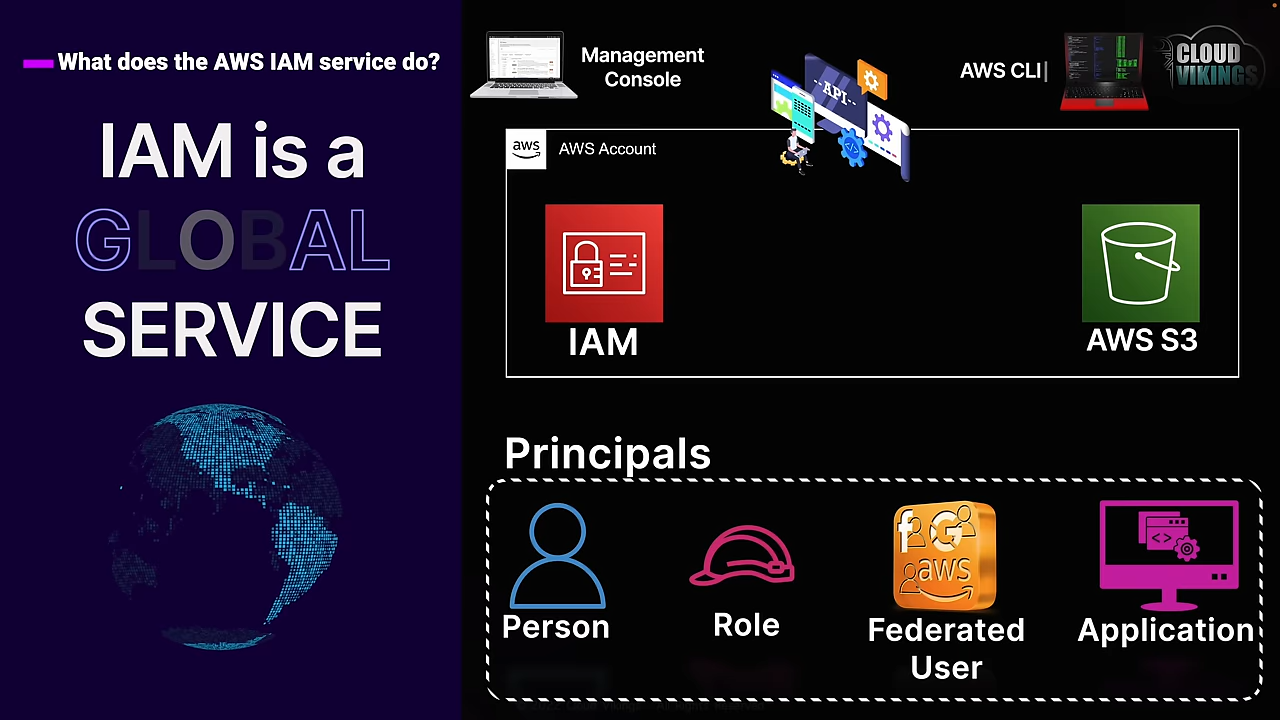 What does the AWS IAM service do?
IAM is a
GLOBAL
SERVICE
Management
Console
--API--
AWS CLI
CLOUD
VIKINGS
aws
AWS Account
IAM
AWS S3
Principals
f G
aws
Person
Role
Federated
User
Application